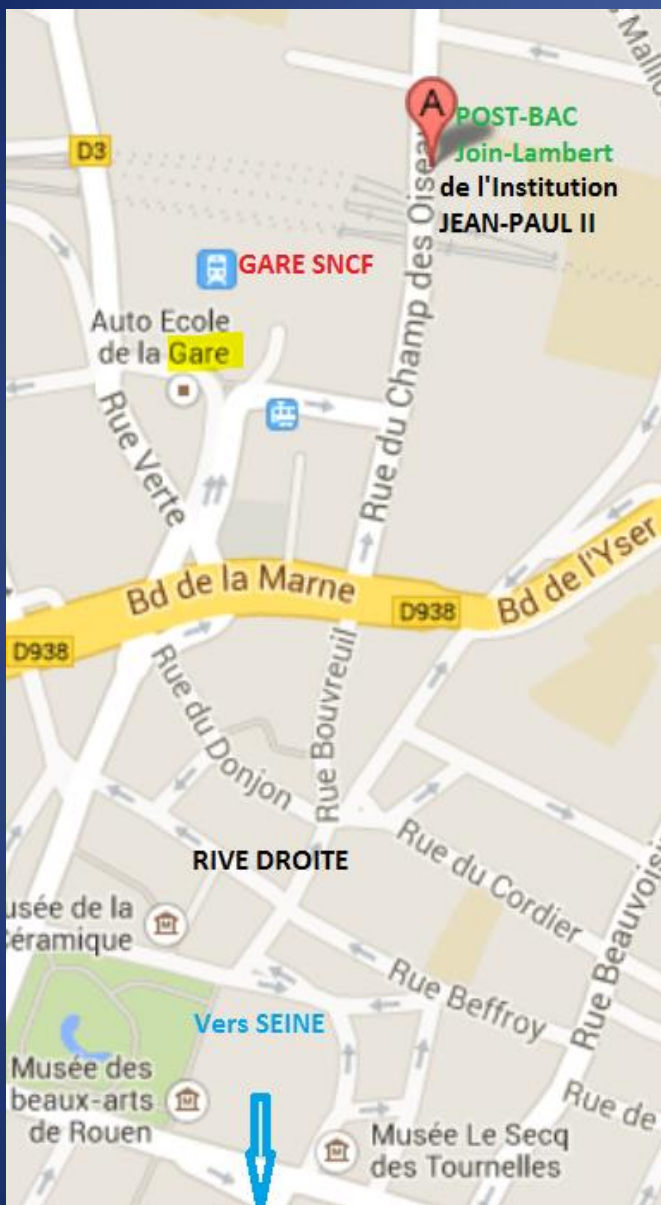 es Maillo
A
POST-BAC
Join-Lambert
de l'Institution
JEAN-PAUL II
D3
GARE SNCF
Auto Ecole
de la Gare
Rue du Champ des Oisea
Rue Verte
Bd de la Marne
D938
Bd de l'Yser
D938
Rue du Donjon
Rue Bouvreuil
RIVE DROITE
Rue du Cordier
Rue Beauvoisi
usée de la
éramique
Rue Beffroy
Vers SEINE
Musée des
beaux-arts
de Rouen
Rue de
Musée Le Secq
des Tournelles